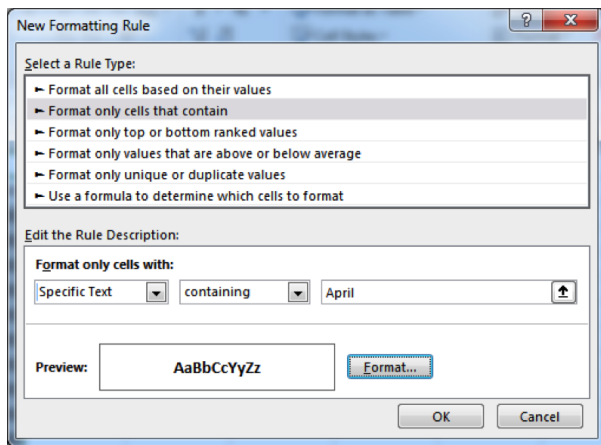 New Formatting Rule
Select a Rule Type:
► Format all cells based on their values
► Format only cells that contain
► Format only top or bottom ranked values
► Format only values that are above or below average
► Format only unique or duplicate values
► Use a formula to determine which cells to format
Edit the Rule Description:
Format only cells with:
Specific Text containing April
Preview: AaBbCcYyZz Format...
OK Cancel